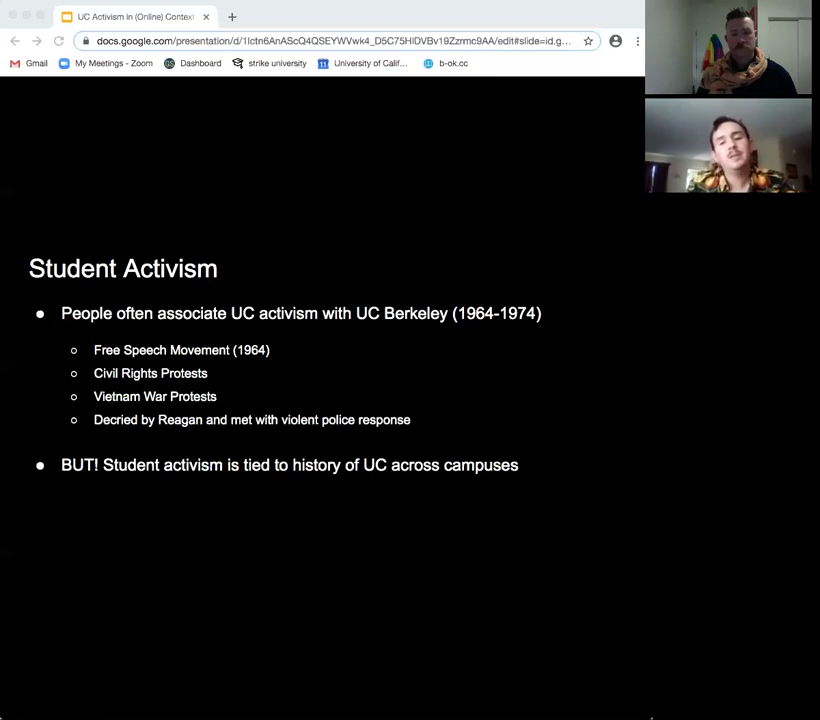 UC Activism In (Online) Context
docs.google.com/presentation/d/1lctn6AnAScQ4QSEYWVwk4_D5C75HlDVBv19Zzrmc9AA/edit#slide=id.g...
Gmail My Meetings - Zoom Dashboard strike university University of Calif... b-ok.cc
Student Activism
People often associate UC activism with UC Berkeley (1964-1974)
Free Speech Movement (1964)
Civil Rights Protests
Vietnam War Protests
Decried by Reagan and met with violent police response
BUT! Student activism is tied to history of UC across campuses